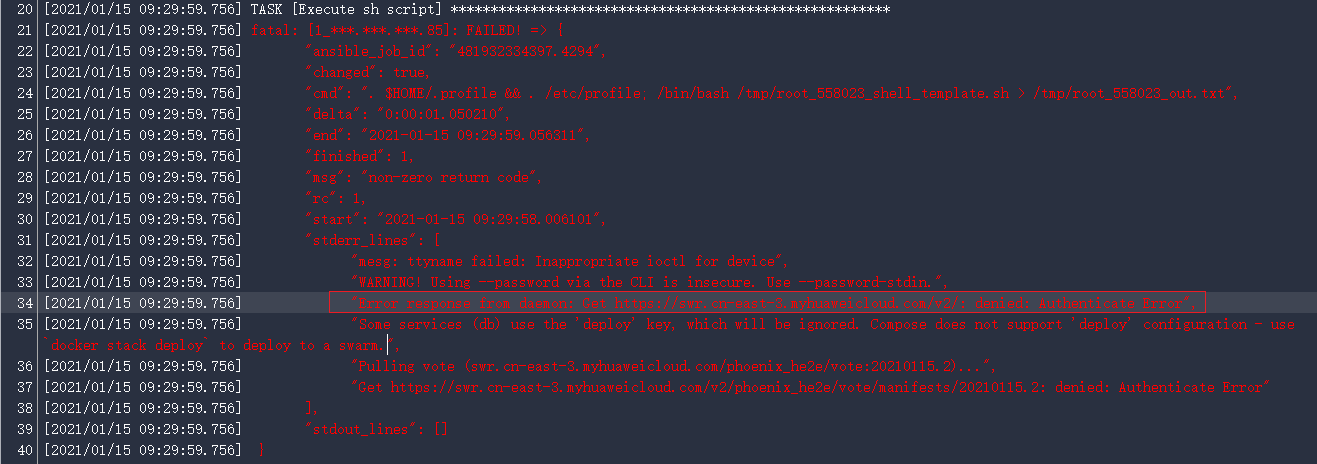 20 [2021/01/15 09:29:59.756] TASK [Execute sh script] ********************************************************
21 [2021/01/15 09:29:59.756] fatal: [1_***.***.***.85]: FAILED! => {
22 [2021/01/15 09:29:59.756] "ansible_job_id": "481932334397.4294",
23 [2021/01/15 09:29:59.756] "changed": true,
24 [2021/01/15 09:29:59.756] "cmd": ". $HOME/.profile && . /etc/profile; /bin/bash /tmp/root_558023_shell_template.sh > /tmp/root_558023_out.txt",
25 [2021/01/15 09:29:59.756] "delta": "0:00:01.050210",
26 [2021/01/15 09:29:59.756] "end": "2021-01-15 09:29:59.056311",
27 [2021/01/15 09:29:59.756] "finished": 1,
28 [2021/01/15 09:29:59.756] "msg": "non-zero return code",
29 [2021/01/15 09:29:59.756] "rc": 1,
30 [2021/01/15 09:29:59.756] "start": "2021-01-15 09:29:58.006101",
31 [2021/01/15 09:29:59.756] "stderr_lines": [
32 [2021/01/15 09:29:59.756] "mesg: ttyname failed: Inappropriate ioctl for device",
33 [2021/01/15 09:29:59.756] "WARNING! Using --password via the CLI is insecure. Use --password-stdin.",
34 [2021/01/15 09:29:59.756] "Error response from daemon: Get https://swr.cn-east-3.myhuaweicloud.com/v2/: denied: Authenticate Error",
35 [2021/01/15 09:29:59.756] "Some services (db) use the 'deploy' key, which will be ignored. Compose does not support 'deploy' configuration - use
`docker stack deploy` to deploy to a swarm.",
36 [2021/01/15 09:29:59.756] "Pulling vote (swr.cn-east-3.myhuaweicloud.com/phoenix_he2e/vote:20210115.2)...",
37 [2021/01/15 09:29:59.756] "Get https://swr.cn-east-3.myhuaweicloud.com/v2/phoenix_he2e/vote/manifests/20210115.2: denied: Authenticate Error"
38 [2021/01/15 09:29:59.756] ],
39 [2021/01/15 09:29:59.756] "stdout_lines": []
40 [2021/01/15 09:29:59.756] }